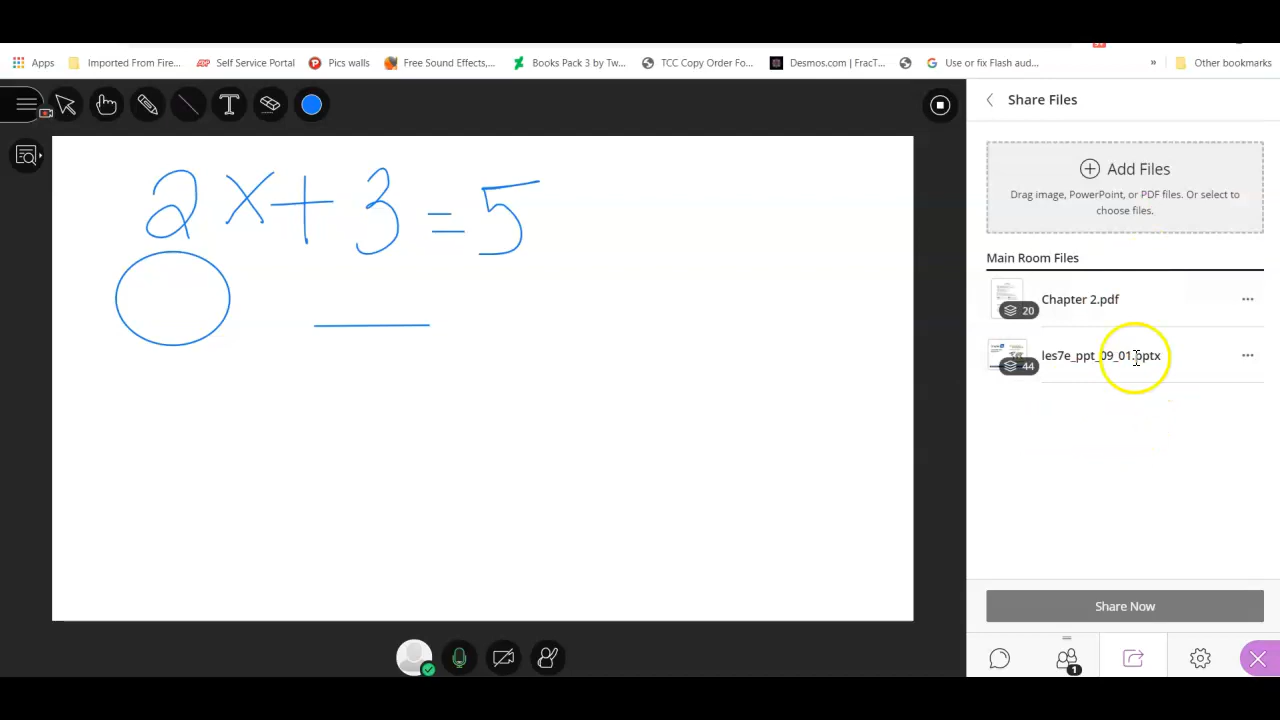 Apps Imported From Fire... Self Service Portal Pics walls Free Sound Effects,... Books Pack 3 by Tw... TCC Copy Order Fo... Desmos.com | FracT... Use or fix Flash aud... » Other bookmarks
T
Share Files
2x+3=5
Add Files
Drag image, PowerPoint, or PDF files. Or select to
choose files.
Main Room Files
Chapter 2.pdf
20
les7e_ppt_09_01.pptx
44
Share Now
1